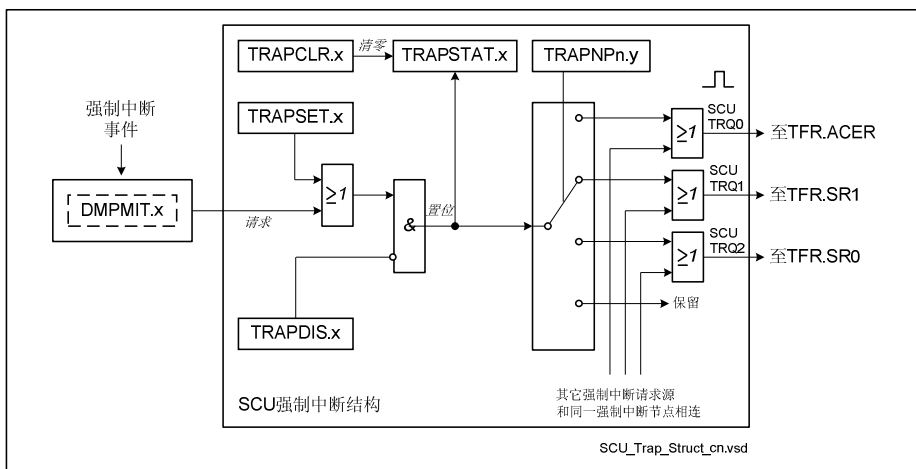 TRAPCLR.x
清零
TRAPSTAT.x
TRAPNPn.y
强制中断
事件
TRAPSET.x
SCU
TRQ0
≥1
至TFR.ACER
DMPMIT.x
请求
≥1
&
置位
SCU
TRQ1
≥1
至TFR.SR1
SCU
TRQ2
≥1
至TFR.SR0
保留
TRAPDIS.x
SCU强制中断结构
其它强制中断请求源
和同一强制中断节点相连
SCU_Trap_Struct_cn.vsd